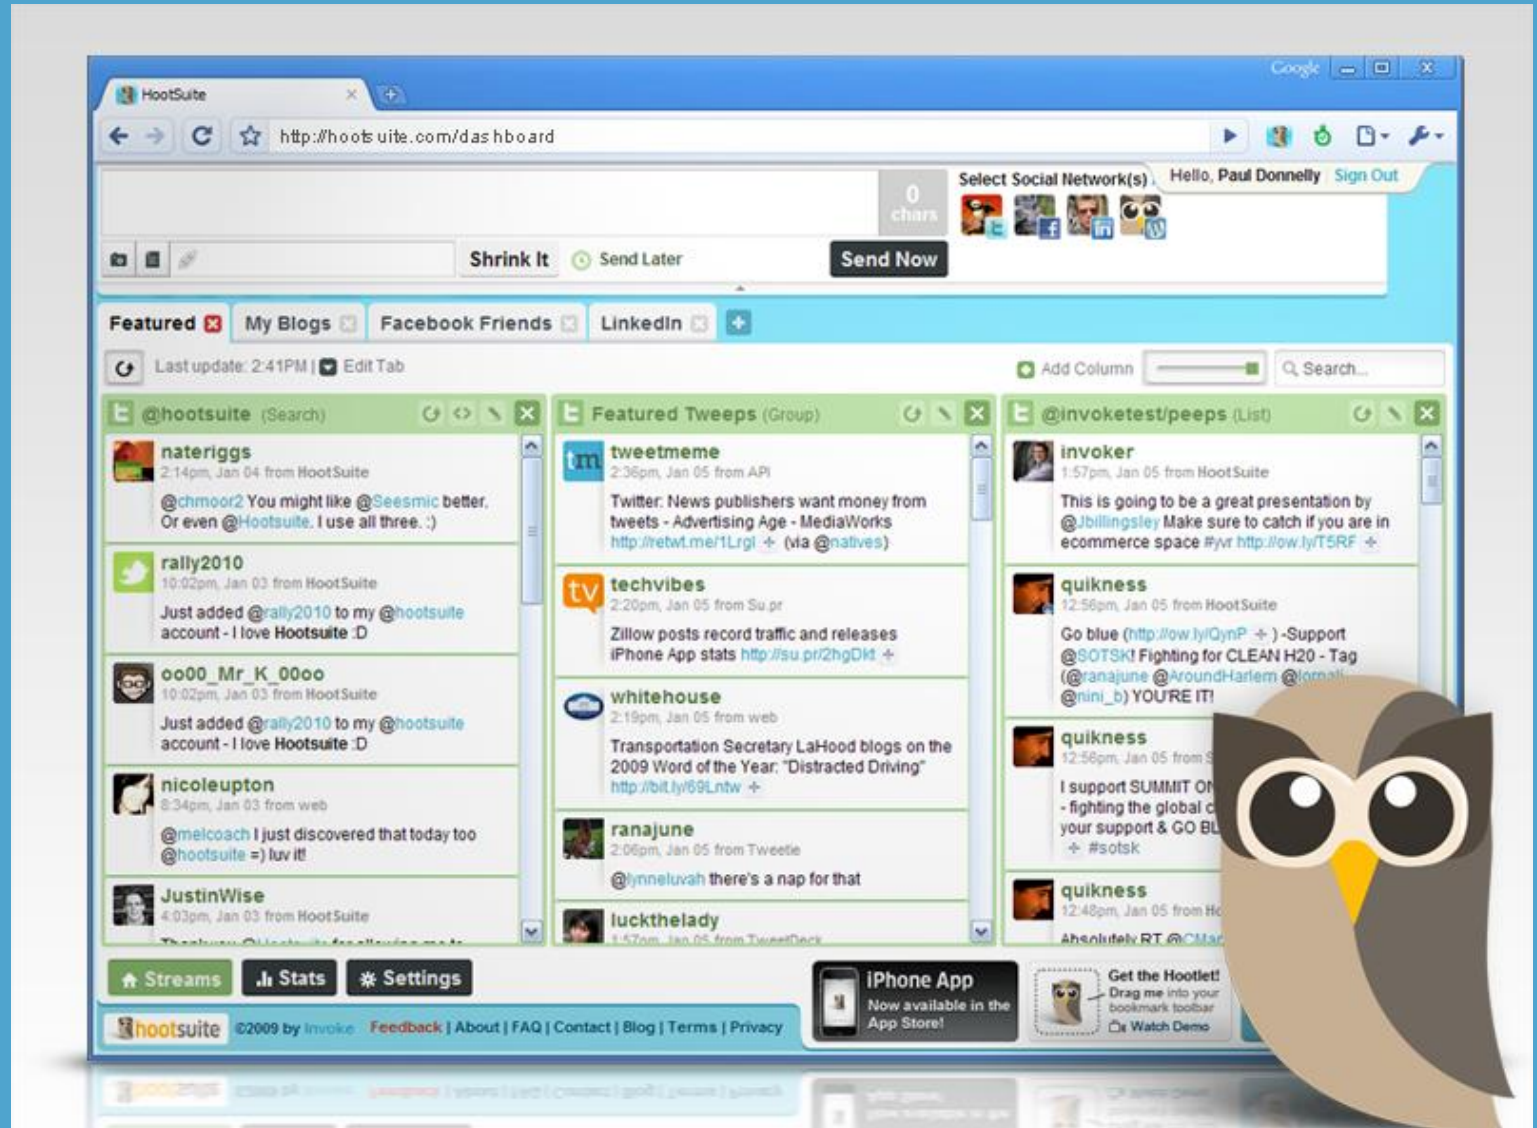 Google
HootSuite
http://hootsuite.com/dashboard
Hello, Paul Donnelly Sign Out
0
chars
Select Social Network(s)
Shrink It
Send Later
Send Now
Featured
My Blogs
Facebook Friends
LinkedIn
Last update: 2:41PM |
Edit Tab
Add Column
Search...
@hootsuite (Search)
nateriggs
2:14pm, Jan 04 from HootSuite
@chmoor2 You might like @Seesmic better.
Or even @Hootsuite. I use all three. :)
rally2010
10:02pm, Jan 03 from HootSuite
Just added @rally2010 to my @hootsuite
account - I love Hootsuite :D
oo00_Mr_K_00oo
10:02pm, Jan 03 from HootSuite
Just added @rally2010 to my @hootsuite
account - I love Hootsuite :D
nicoleupton
8:34pm, Jan 03 from web
@melcoach I just discovered that today too
@hootsuite =) luv it!
JustinWise
4:03pm, Jan 03 from HootSuite
Featured Tweeps (Group)
tm
tweetmeme
2:36pm, Jan 05 from API
Twitter: News publishers want money from
tweets - Advertising Age - MediaWorks
http://retwt.me/1Lrgl (via @natives)
tv
techvibes
2:20pm, Jan 05 from Su.pr
Zillow posts record traffic and releases
iPhone App stats http://su.pr/2hgDkt
whitehouse
2:19pm, Jan 05 from web
Transportation Secretary LaHood blogs on the
2009 Word of the Year: "Distracted Driving"
http://bit.ly/69Lntw
ranajune
2:06pm, Jan 05 from Tweetie
@lynneluvah there's a nap for that
luckthelady
1:57pm, Jan 05 from TweetDeck
@invoketest/peeps (List)
invoker
1:57pm, Jan 05 from HootSuite
This is going to be a great presentation by
@Jbillingsley Make sure to catch if you are in
ecommerce space #yvr http://ow.ly/T5RF
quikness
12:56pm, Jan 05 from HootSuite
Go blue (http://ow.ly/QynP ) -Support
@SOTSK! Fighting for CLEAN H20 - Tag
(@ranajune @AroundHarlem
@nini_b) YOU'RE IT!
quikness
12:56pm, Jan 05 from
I support SUMMIT
- fighting the global
your support & GO
#sotsk
quikness
12:48pm, Jan 05 from
Absolutely RT
Streams
Stats
Settings
hootsuite
©2009 by Invoke
Feedback | About | FAQ | Contact | Blog | Terms | Privacy
iPhone App
Now available in the
App Store!
Get the Hootlet!
Drag me into your
bookmark toolbar
Watch Demo